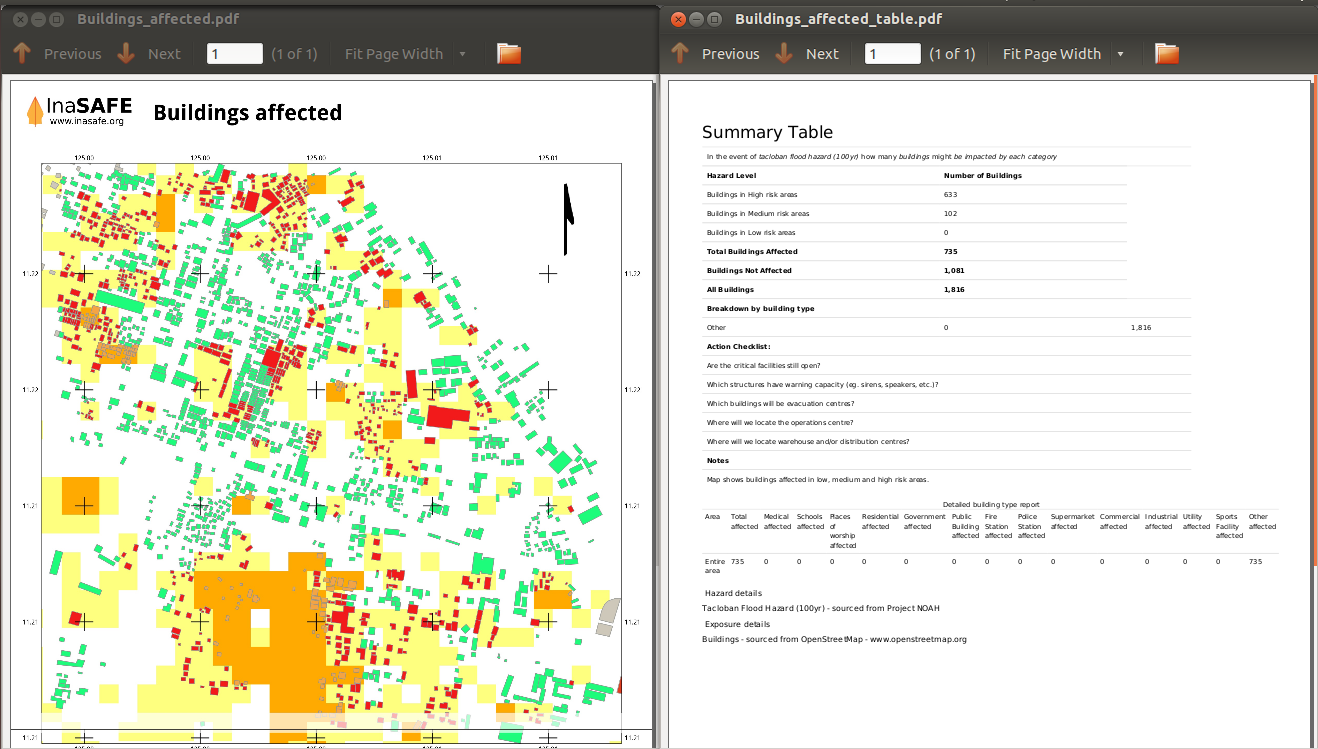 Buildings_affected.pdf
Previous Next 1 (1 of 1) Fit Page Width
InaSAFE
www.inasafe.org
Buildings affected
125.00 125.00 125.00 125.01 125.01
11.22 11.22
11.22 11.22
11.21 11.21
11.21 11.21
11.21 11.21
Buildings_affected_table.pdf
Previous Next 1 (1 of 1) Fit Page Width
Summary Table
In the event of tacloban flood hazard (100yr) how many buildings might be impacted by each category
Hazard Level Number of Buildings
Buildings in High risk areas 633
Buildings in Medium risk areas 102
Buildings in Low risk areas 0
Total Buildings Affected 735
Buildings Not Affected 1,081
All Buildings 1,816
Breakdown by building type
Other 0 1,816
Action Checklist:
Are the critical facilities still open?
Which structures have warning capacity (eg. sirens, speakers, etc.)?
Which buildings will be evacuation centres?
Where will we locate the operations centre?
Where will we locate warehouse and/or distribution centres?
Notes
Map shows buildings affected in low, medium and high risk areas.
Detailed building type report
Area Total Medical Schools Places Residential Government Public Fire Police Supermarket Commercial Industrial Utility Sports Other
affected affected affected of affected affected Building Station Station affected affected affected affected Facility affected
worship affected affected affected affected
affected
Entire 735 0 0 0 0 0 0 0 0 0 0 0 0 0 735
area
Hazard details
Tacloban Flood Hazard (100yr) - sourced from Project NOAH
Exposure details
Buildings - sourced from OpenStreetMap - www.openstreetmap.org